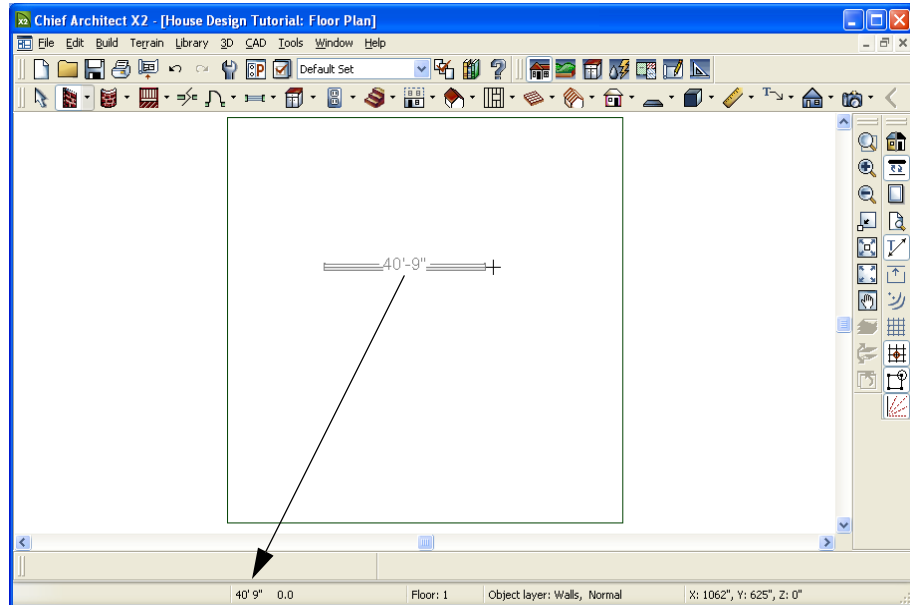 X2 Chief Architect X2 - [House Design Tutorial: Floor Plan]
File Edit Build Terrain Library 3D CAD Tools Window Help
Default Set
40'-9"
40' 9" 0.0 Floor: 1 Object layer: Walls, Normal X: 1062", Y: 625", Z: 0"